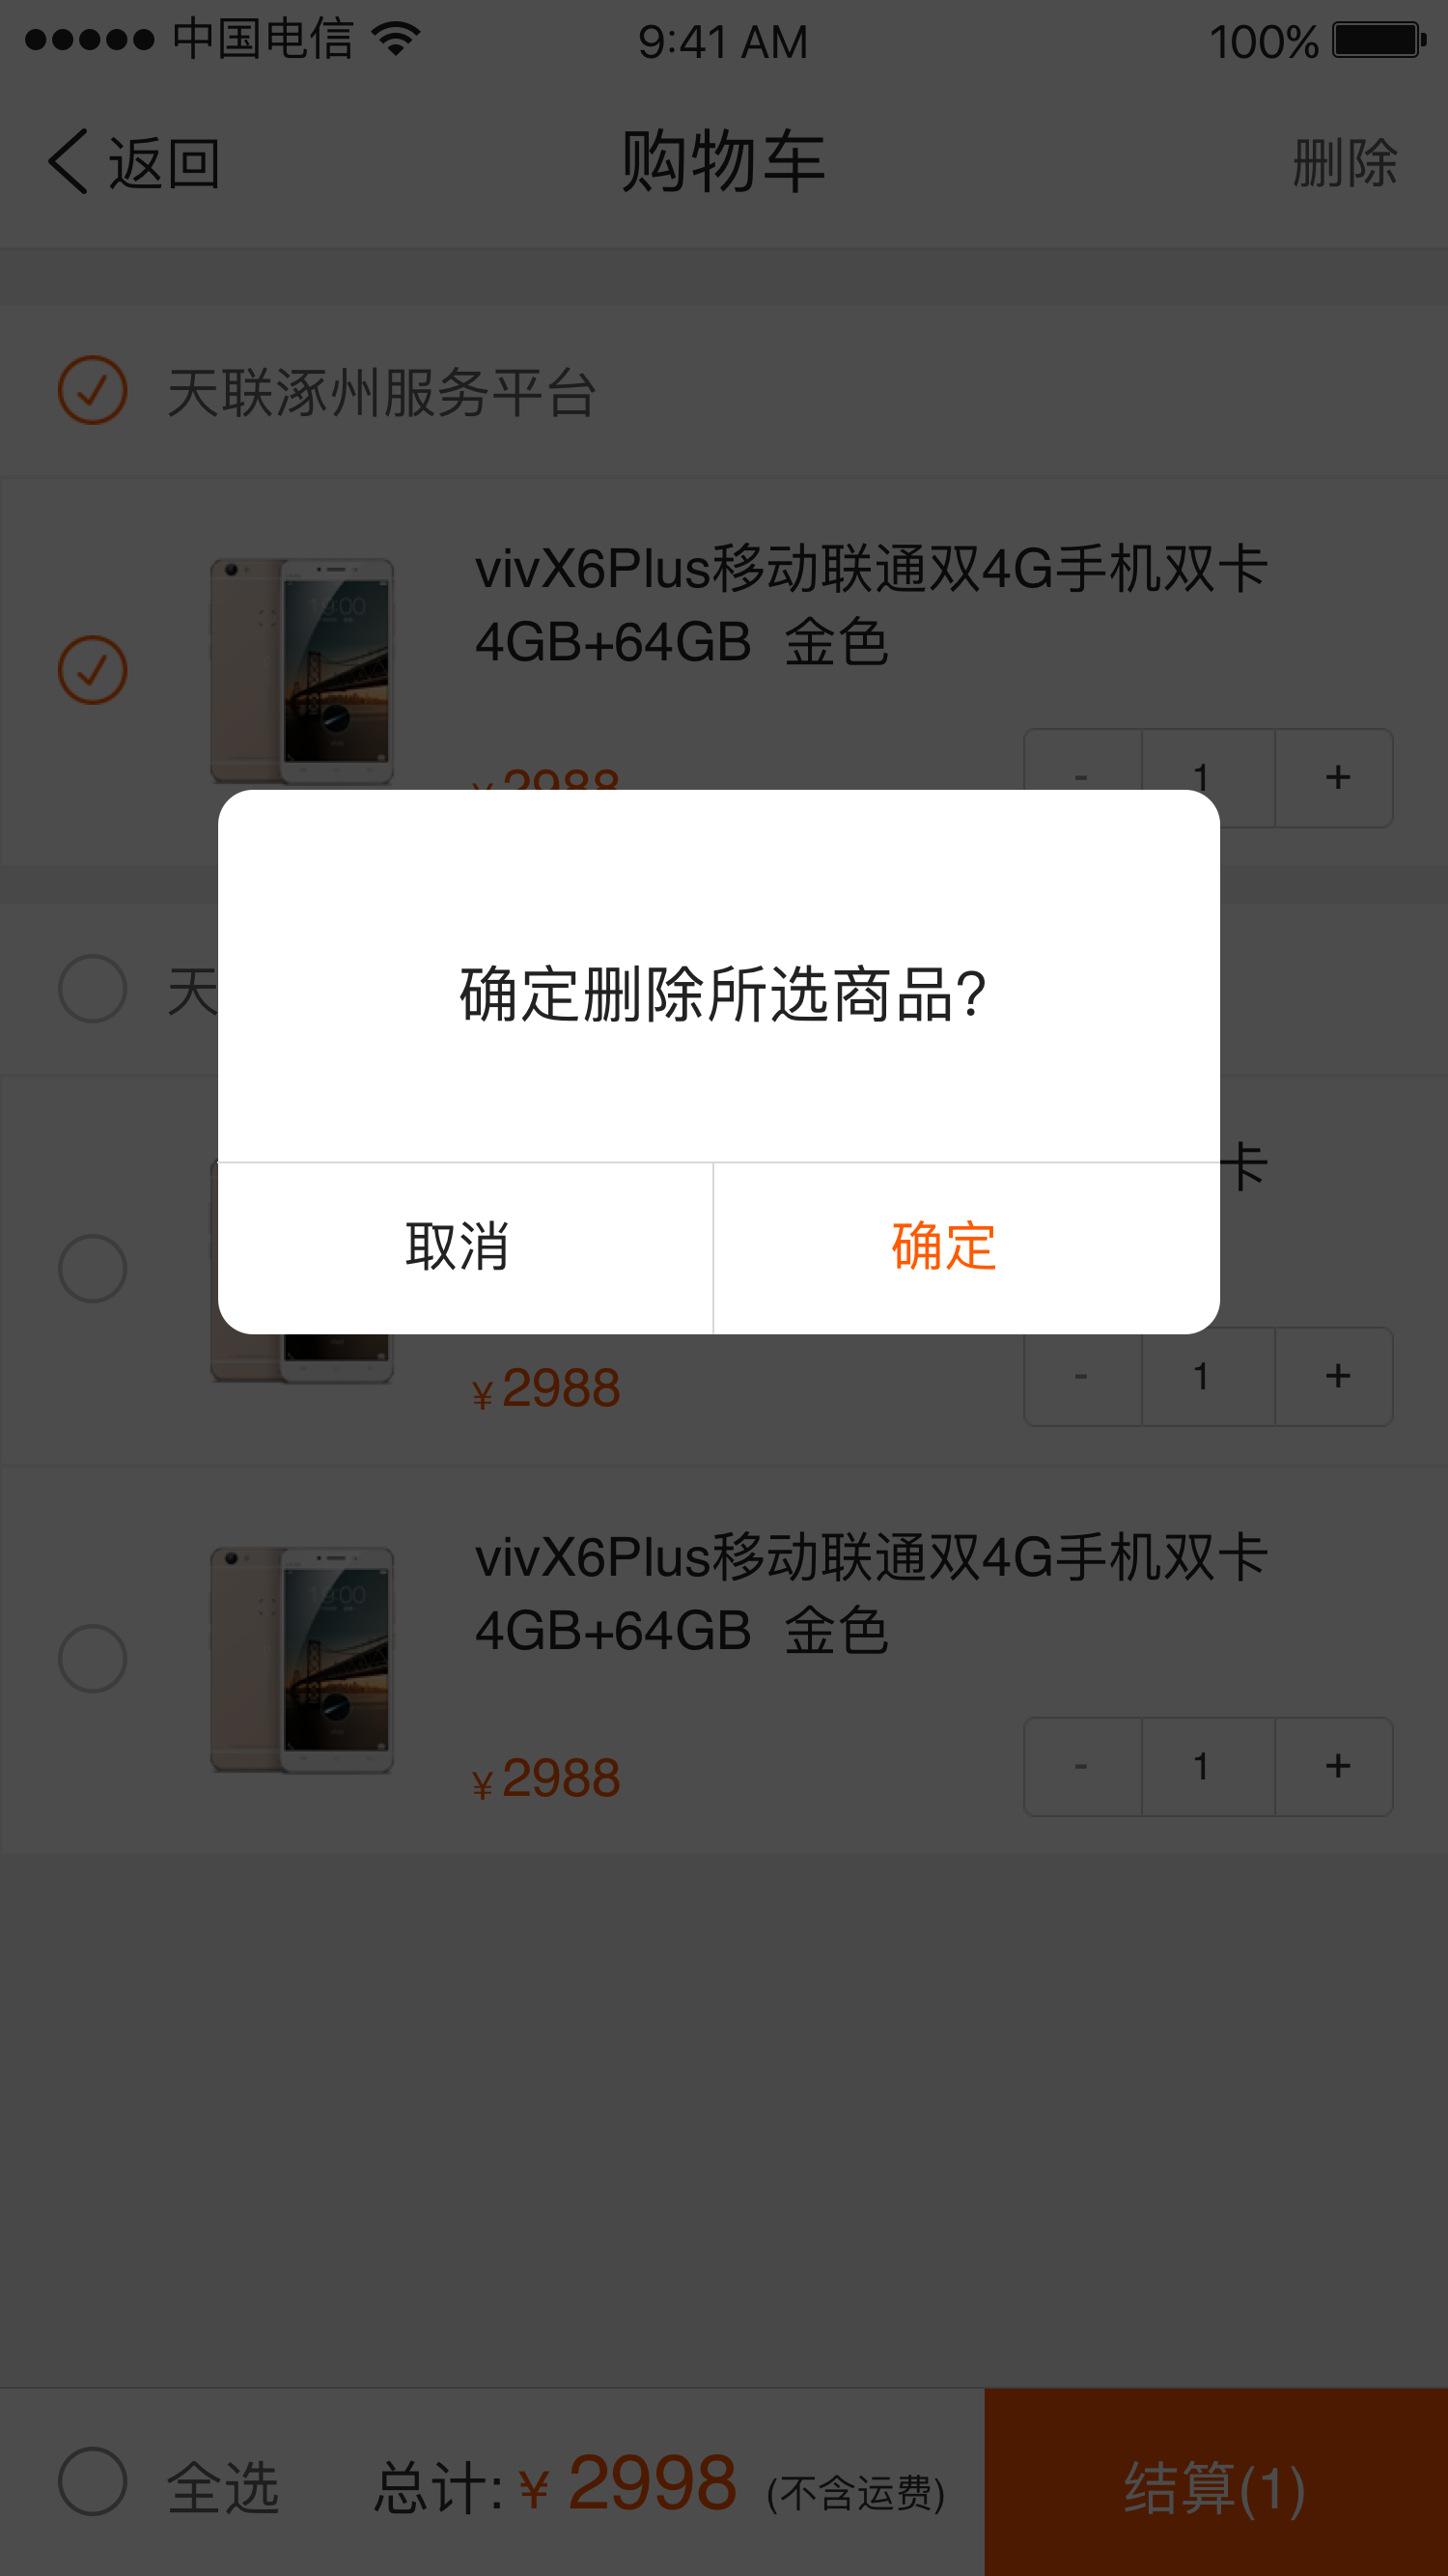 中国电信 9:41 AM 100%
返回 购物车 删除
天联涿州服务平台
vivX6Plus移动联通双4G手机双卡
4GB+64GB 金色
19:00
¥ 2988 - 1 +
天
确定删除所选商品?
卡
取消 确定
¥ 2988 - 1 +
vivX6Plus移动联通双4G手机双卡
4GB+64GB 金色
19:00
¥ 2988 - 1 +
全选 总计: ¥ 2998 (不含运费) 结算(1)